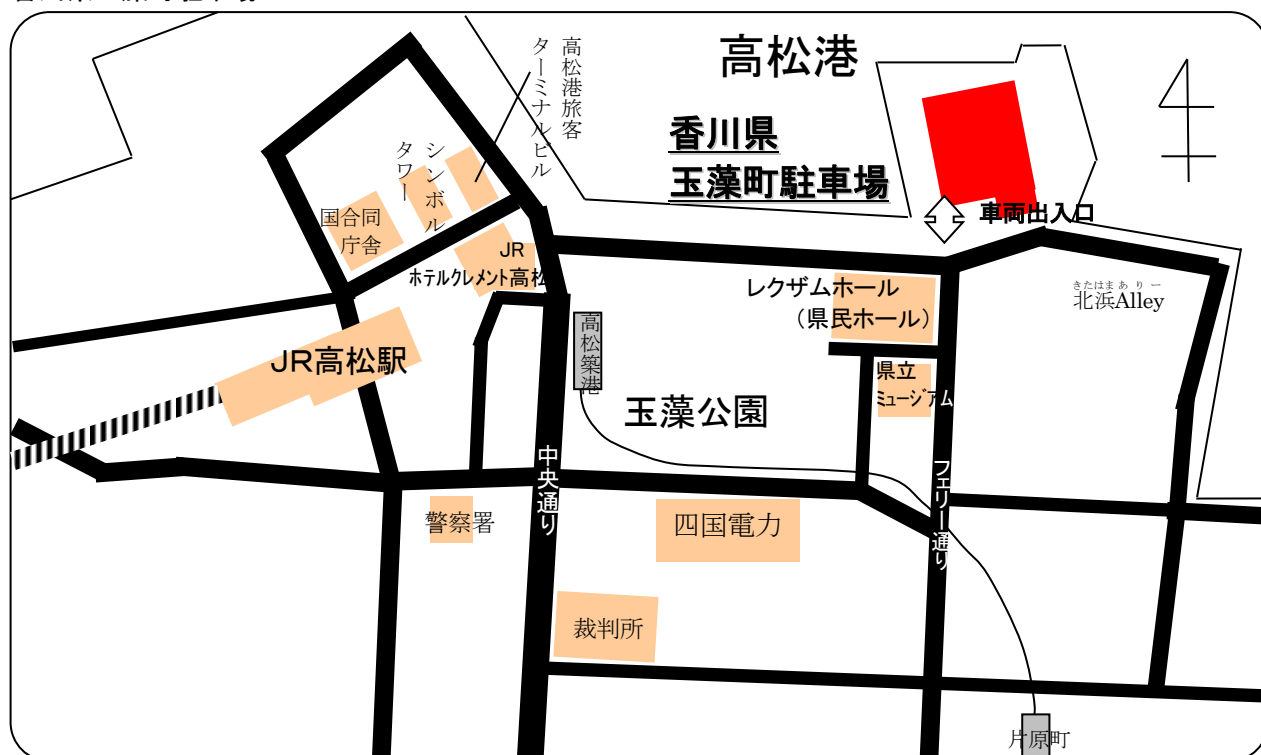 高松港
高松港旅客
ターミナルビル
シンボル
タワー
香川県
玉藻町駐車場
車両出入口
国合同
庁舎
JR
ホテルクレメント高松
レクザムホール
（県民ホール）
きたはまありー
北浜Alley
高松築港
JR高松駅
県立
ミュージアム
玉藻公園
中央通り
フェリー通り
警察署
四国電力
裁判所
片原町